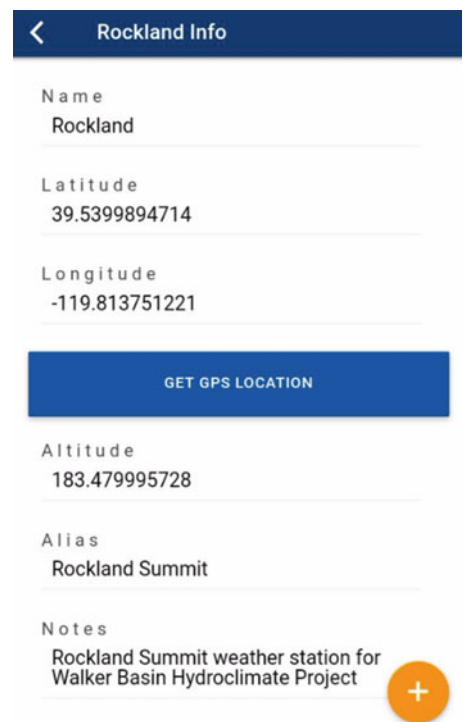 Rockland Info
Name
Rockland
Latitude
39.5399894714
Longitude
-119.813751221
GET GPS LOCATION
Altitude
183.479995728
Alias
Rockland Summit
Notes
Rockland Summit weather station for
Walker Basin Hydroclimate Project
+